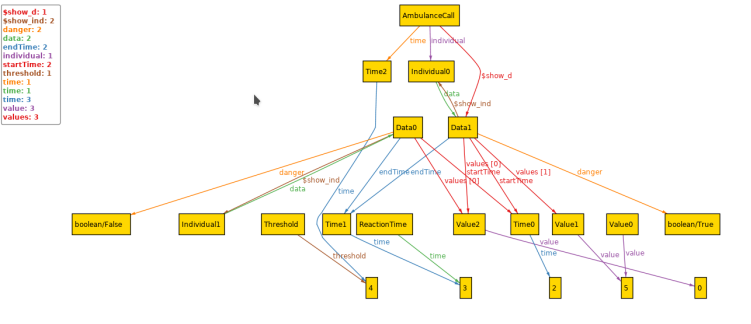 $show_d: 1
$show_ind: 2
danger: 2
data: 2
endTime: 2
individual: 1
startTime: 2
threshold: 1
time: 1
time: 1
time: 3
value: 3
values: 3
AmbulanceCall
time individual
Time2
Individual0
$show_d
data
$show_ind
Data0
Data1
danger
$show_ind
data
time
endTime endTime
values [0]
startTime
values [0]
values [1]
startTime
danger
boolean/False
Individual1
Threshold
Time1
ReactionTime
Value2
Time0
Value1
Value0
boolean/True
threshold
time
time
value
time
value
value
4
3
2
5
0